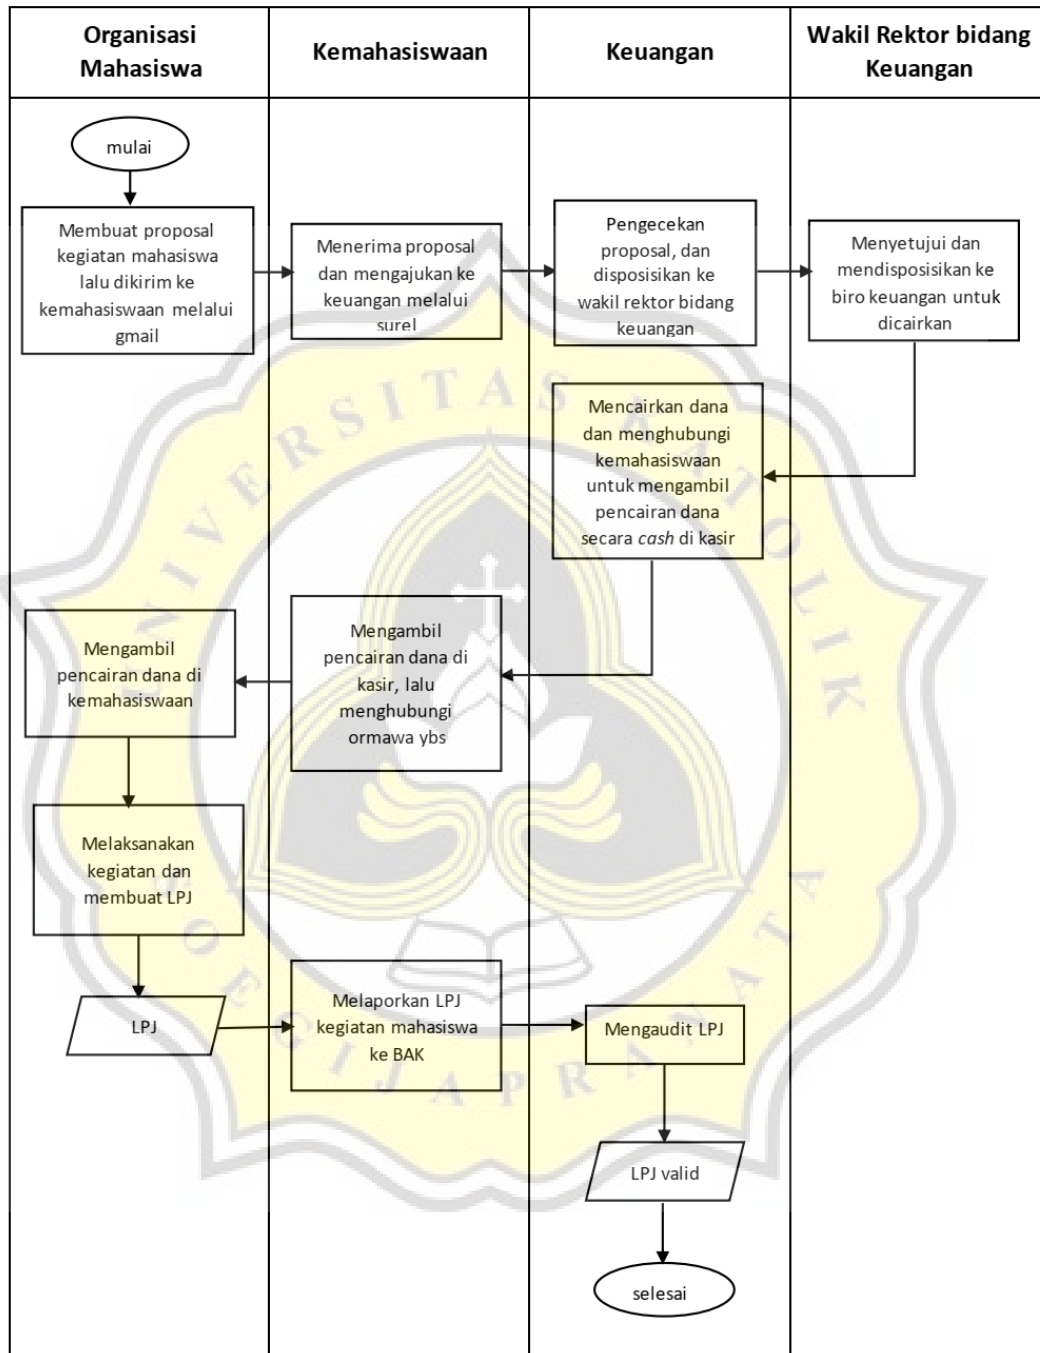 Organisasi
Mahasiswa
Kemahasiswaan
Keuangan
Wakil Rektor bidang
Keuangan
mulai
Membuat proposal
kegiatan mahasiswa
lalu dikirim ke
kemahasiswaan melalui
gmail
Menerima proposal
dan mengajukan ke
keuangan melalui
surel
Pengecekan
proposal, dan
disposisikan ke
wakil rektor bidang
keuangan
Menyetujui dan
mendisposisikan ke
biro keuangan untuk
dicairkan
Mencairkan dana
dan menghubungi
kemahasiswaan
untuk mengambil
pencairan dana
secara cash di kasir
Mengambil
pencairan dana di
kasir, lalu
menghubungi
ormawa ybs
Mengambil
pencairan dana di
kemahasiswaan
Melaksanakan
kegiatan dan
membuat LPJ
LPJ
Melaporkan LPJ
kegiatan mahasiswa
ke BAK
Mengaudit LPJ
LPJ valid
selesai
UNIVERSITAS KATOLIK
SOEGIJAPRANATA